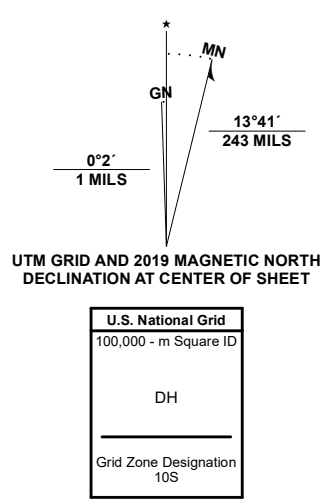 ★
MN
GN
13°41´
243 MILS
0°2´
1 MILS
UTM GRID AND 2019 MAGNETIC NORTH
DECLINATION AT CENTER OF SHEET
U.S. National Grid
100,000 - m Square ID
DH
Grid Zone Designation
10S